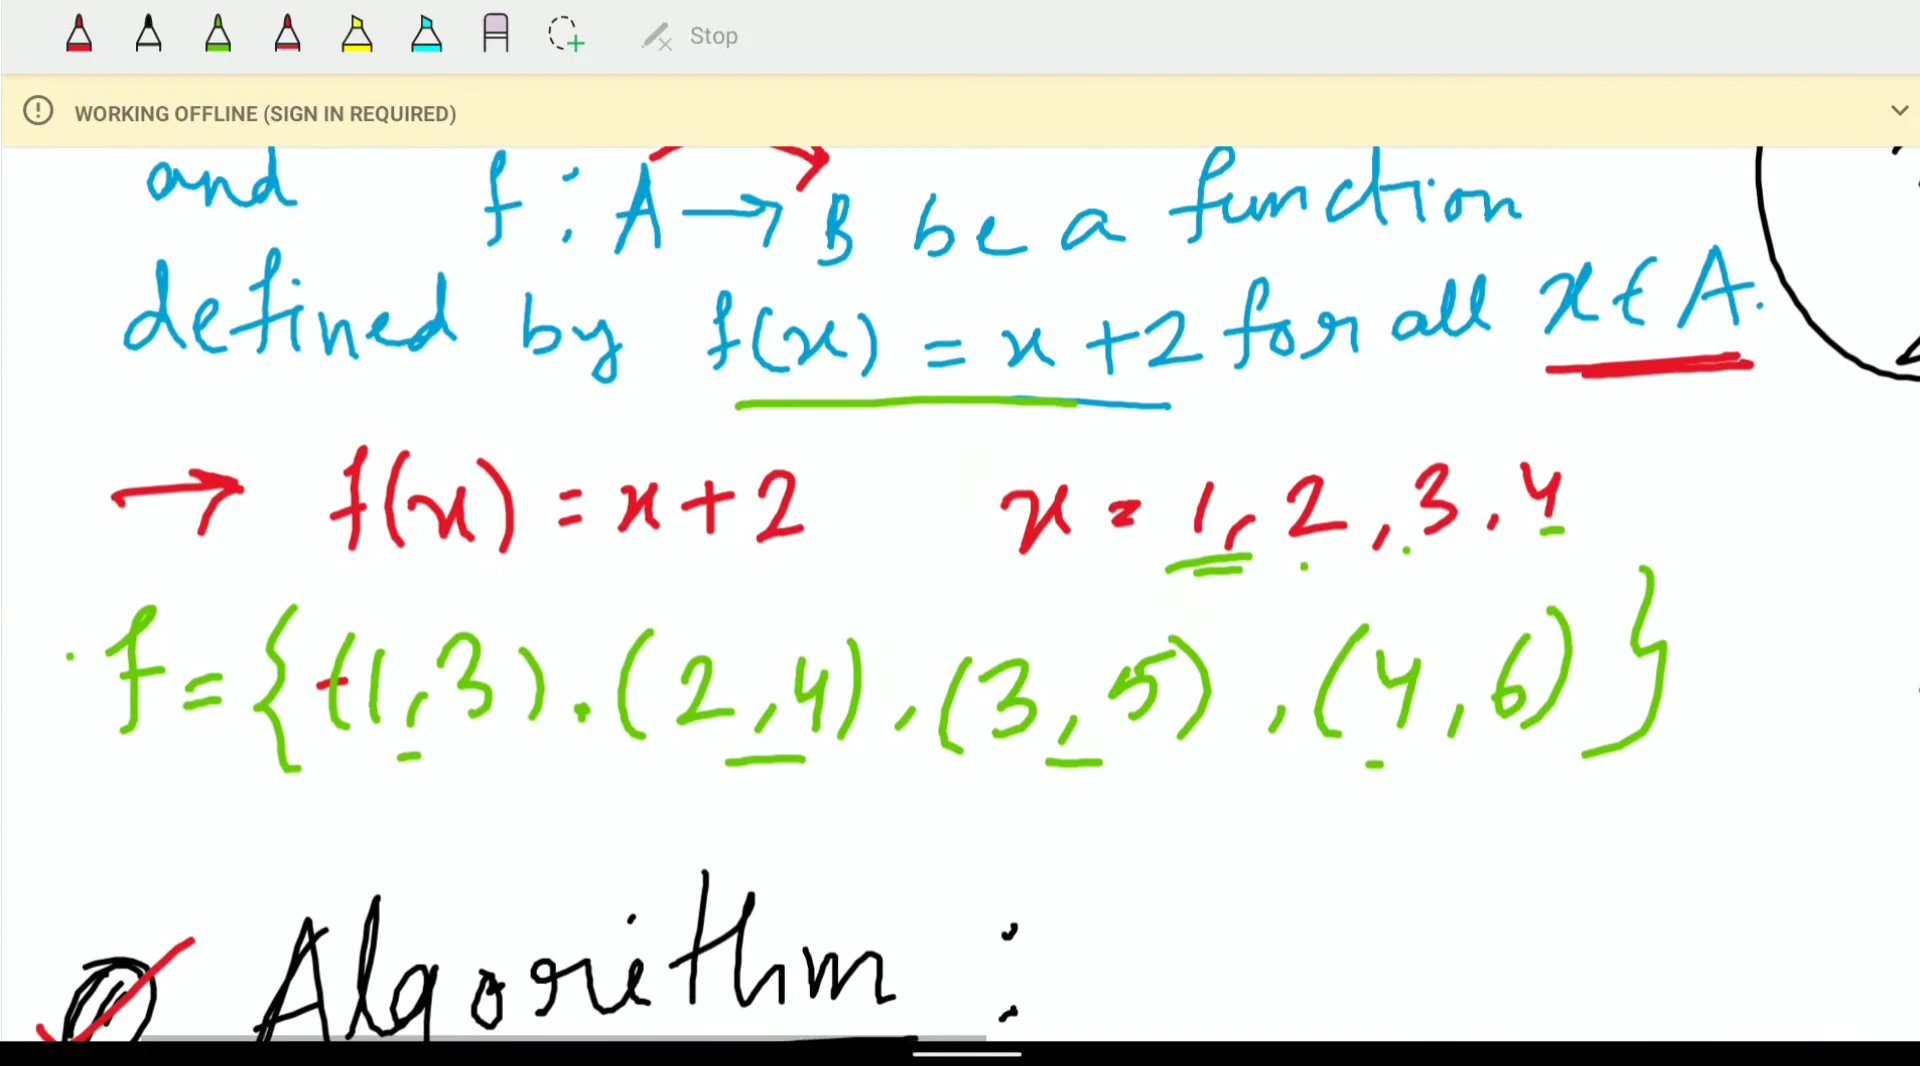 Stop
WORKING OFFLINE (SIGN IN REQUIRED)
and f : A → B be a function
defined by f(x) = x + 2 for all x ∈ A.
→ f(x) = x + 2 x = 1, 2, 3, 4
f = {(1, 3), (2, 4), (3, 5), (4, 6)}
Algorithm :